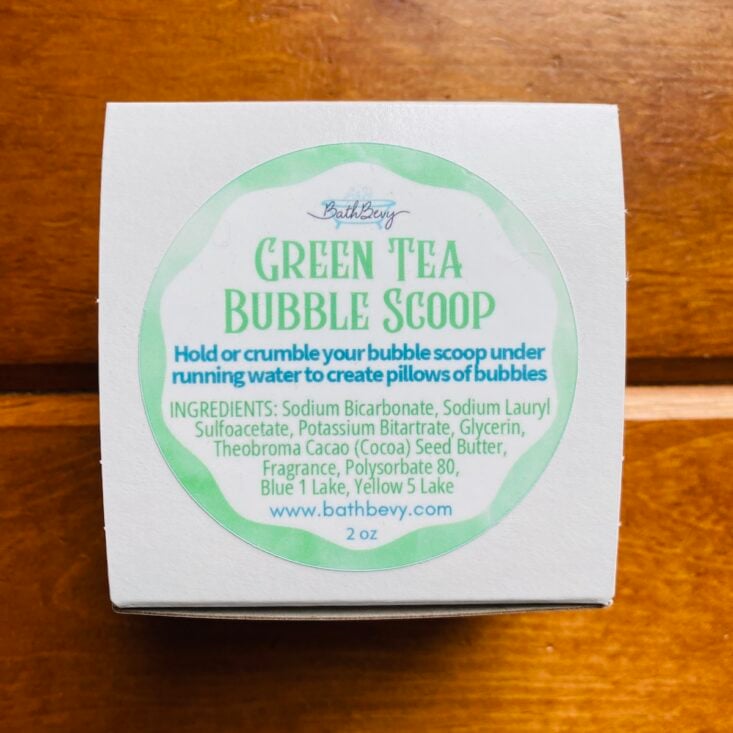 BathBevy
GREEN TEA
BUBBLE SCOOP
Hold or crumble your bubble scoop under
running water to create pillows of bubbles
INGREDIENTS: Sodium Bicarbonate, Sodium Lauryl
Sulfoacetate, Potassium Bitartrate, Glycerin,
Theobroma Cacao (Cocoa) Seed Butter,
Fragrance, Polysorbate 80,
Blue 1 Lake, Yellow 5 Lake
www.bathbevy.com
2 oz